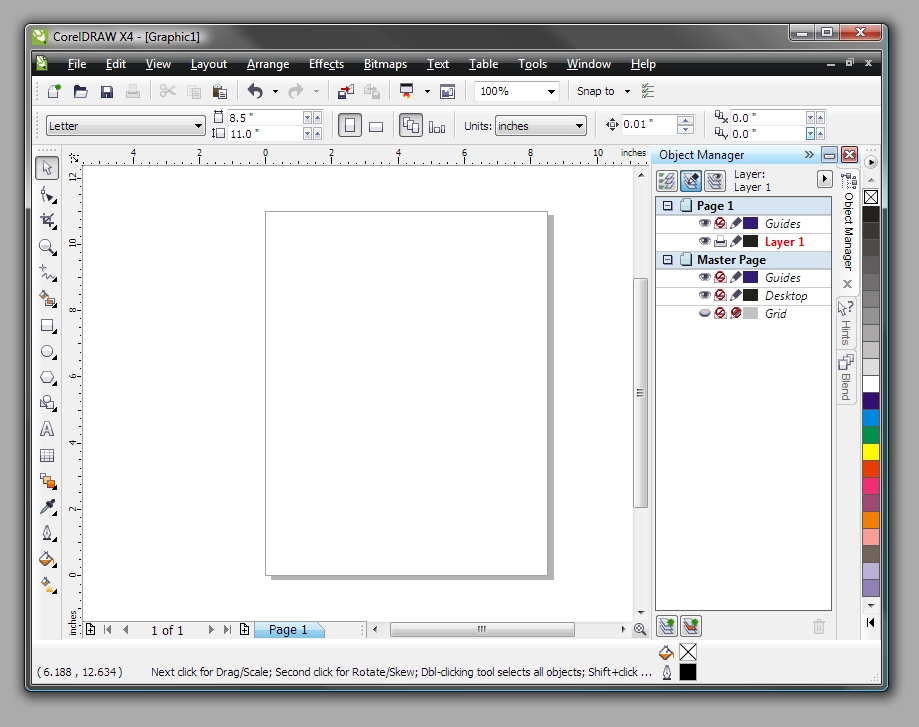 CorelDRAW X4 - [Graphic1]
File Edit View Layout Arrange Effects Bitmaps Text Table Tools Window Help
100% Snap to
Letter 8.5 " 11.0 " Units: inches 0.01 " 0.0 " 0.0 "
4 2 0 2 4 6 8 10 inches
12
10
8
6
4
2
0
inches
Object Manager
Layer:
Layer 1
Page 1
Guides
Layer 1
Master Page
Guides
Desktop
Grid
Object Manager
Hints
Blend
1 of 1 Page 1
( 6.188 , 12.634 ) Next click for Drag/Scale; Second click for Rotate/Skew; Dbl-clicking tool selects all objects; Shift+click ...